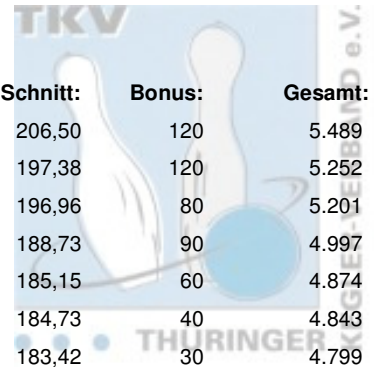 TKV
Schnitt: Bonus: Gesamt:
206,50 120 5.489
197,38 120 5.252
196,96 80 5.201
188,73 90 4.997
185,15 60 4.874
184,73 40 4.843
183,42 30 4.799
THÜRINGER
KEGLER-VERBAND e.V.